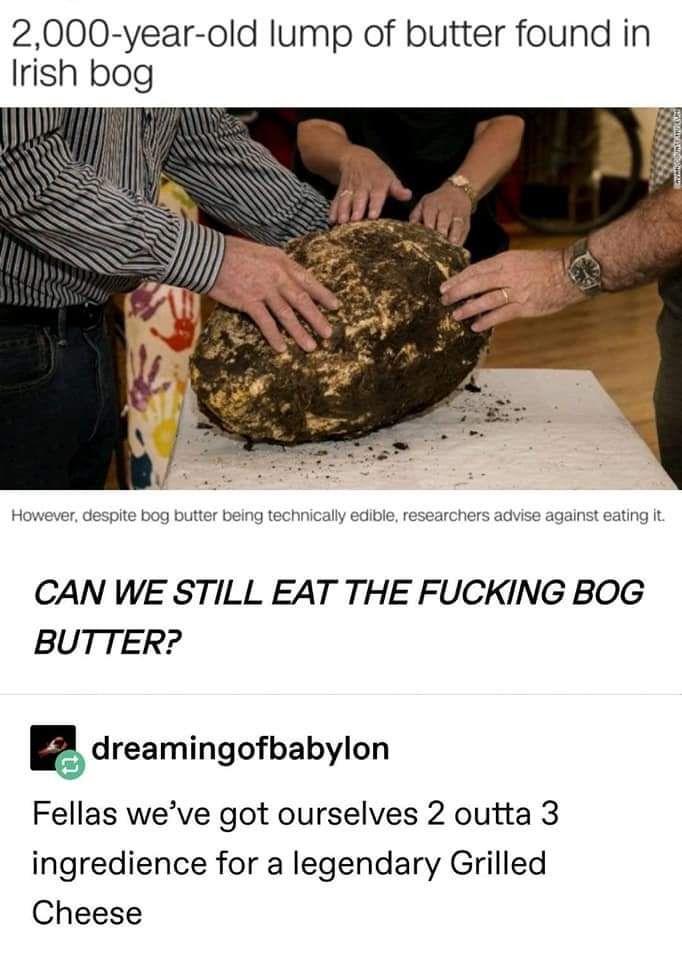 2,000-year-old lump of butter found in
Irish bog
However, despite bog butter being technically edible, researchers advise against eating it.
CAN WE STILL EAT THE FUCKING BOG
BUTTER?
dreamingofbabylon
Fellas we've got ourselves 2 outta 3
ingredience for a legendary Grilled
Cheese